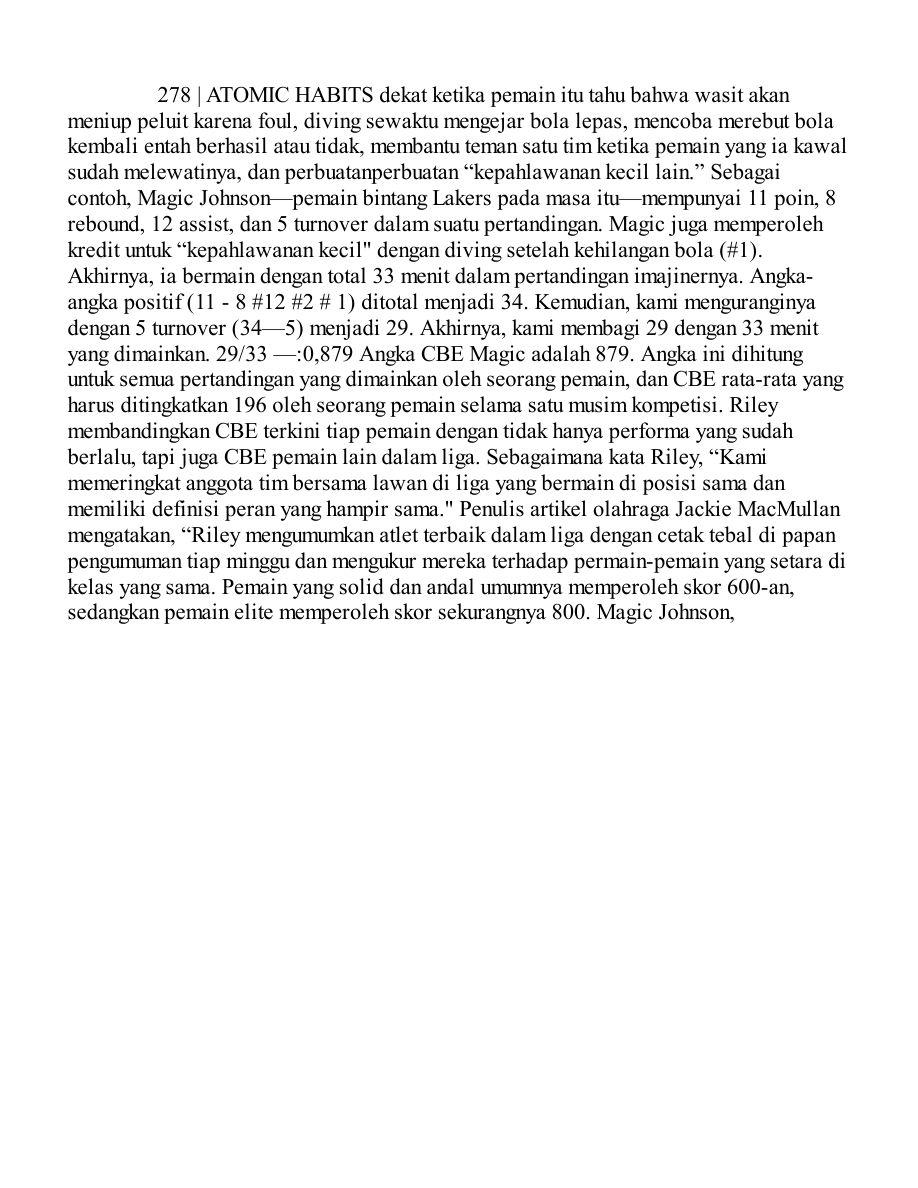 278 | ATOMIC HABITS dekat ketika pemain itu tahu bahwa wasit akan
meniup peluit karena foul, diving sewaktu mengejar bola lepas, mencoba merebut bola
kembali entah berhasil atau tidak, membantu teman satu tim ketika pemain yang ia kawal
sudah melewatinya, dan perbuatanperbuatan “kepahlawanan kecil lain.” Sebagai
contoh, Magic Johnson—pemain bintang Lakers pada masa itu—mempunyai 11 poin, 8
rebound, 12 assist, dan 5 turnover dalam suatu pertandingan. Magic juga memperoleh
kredit untuk “kepahlawanan kecil" dengan diving setelah kehilangan bola (#1).
Akhirnya, ia bermain dengan total 33 menit dalam pertandingan imajinernya. Angka-
angka positif (11 - 8 #12 #2 # 1) ditotal menjadi 34. Kemudian, kami menguranginya
dengan 5 turnover (34—5) menjadi 29. Akhirnya, kami membagi 29 dengan 33 menit
yang dimainkan. 29/33 —:0,879 Angka CBE Magic adalah 879. Angka ini dihitung
untuk semua pertandingan yang dimainkan oleh seorang pemain, dan CBE rata-rata yang
harus ditingkatkan 196 oleh seorang pemain selama satu musim kompetisi. Riley
membandingkan CBE terkini tiap pemain dengan tidak hanya performa yang sudah
berlalu, tapi juga CBE pemain lain dalam liga. Sebagaimana kata Riley, “Kami
memeringkat anggota tim bersama lawan di liga yang bermain di posisi sama dan
memiliki definisi peran yang hampir sama." Penulis artikel olahraga Jackie MacMullan
mengatakan, “Riley mengumumkan atlet terbaik dalam liga dengan cetak tebal di papan
pengumuman tiap minggu dan mengukur mereka terhadap permain-pemain yang setara di
kelas yang sama. Pemain yang solid dan andal umumnya memperoleh skor 600-an,
sedangkan pemain elite memperoleh skor sekurangnya 800. Magic Johnson,